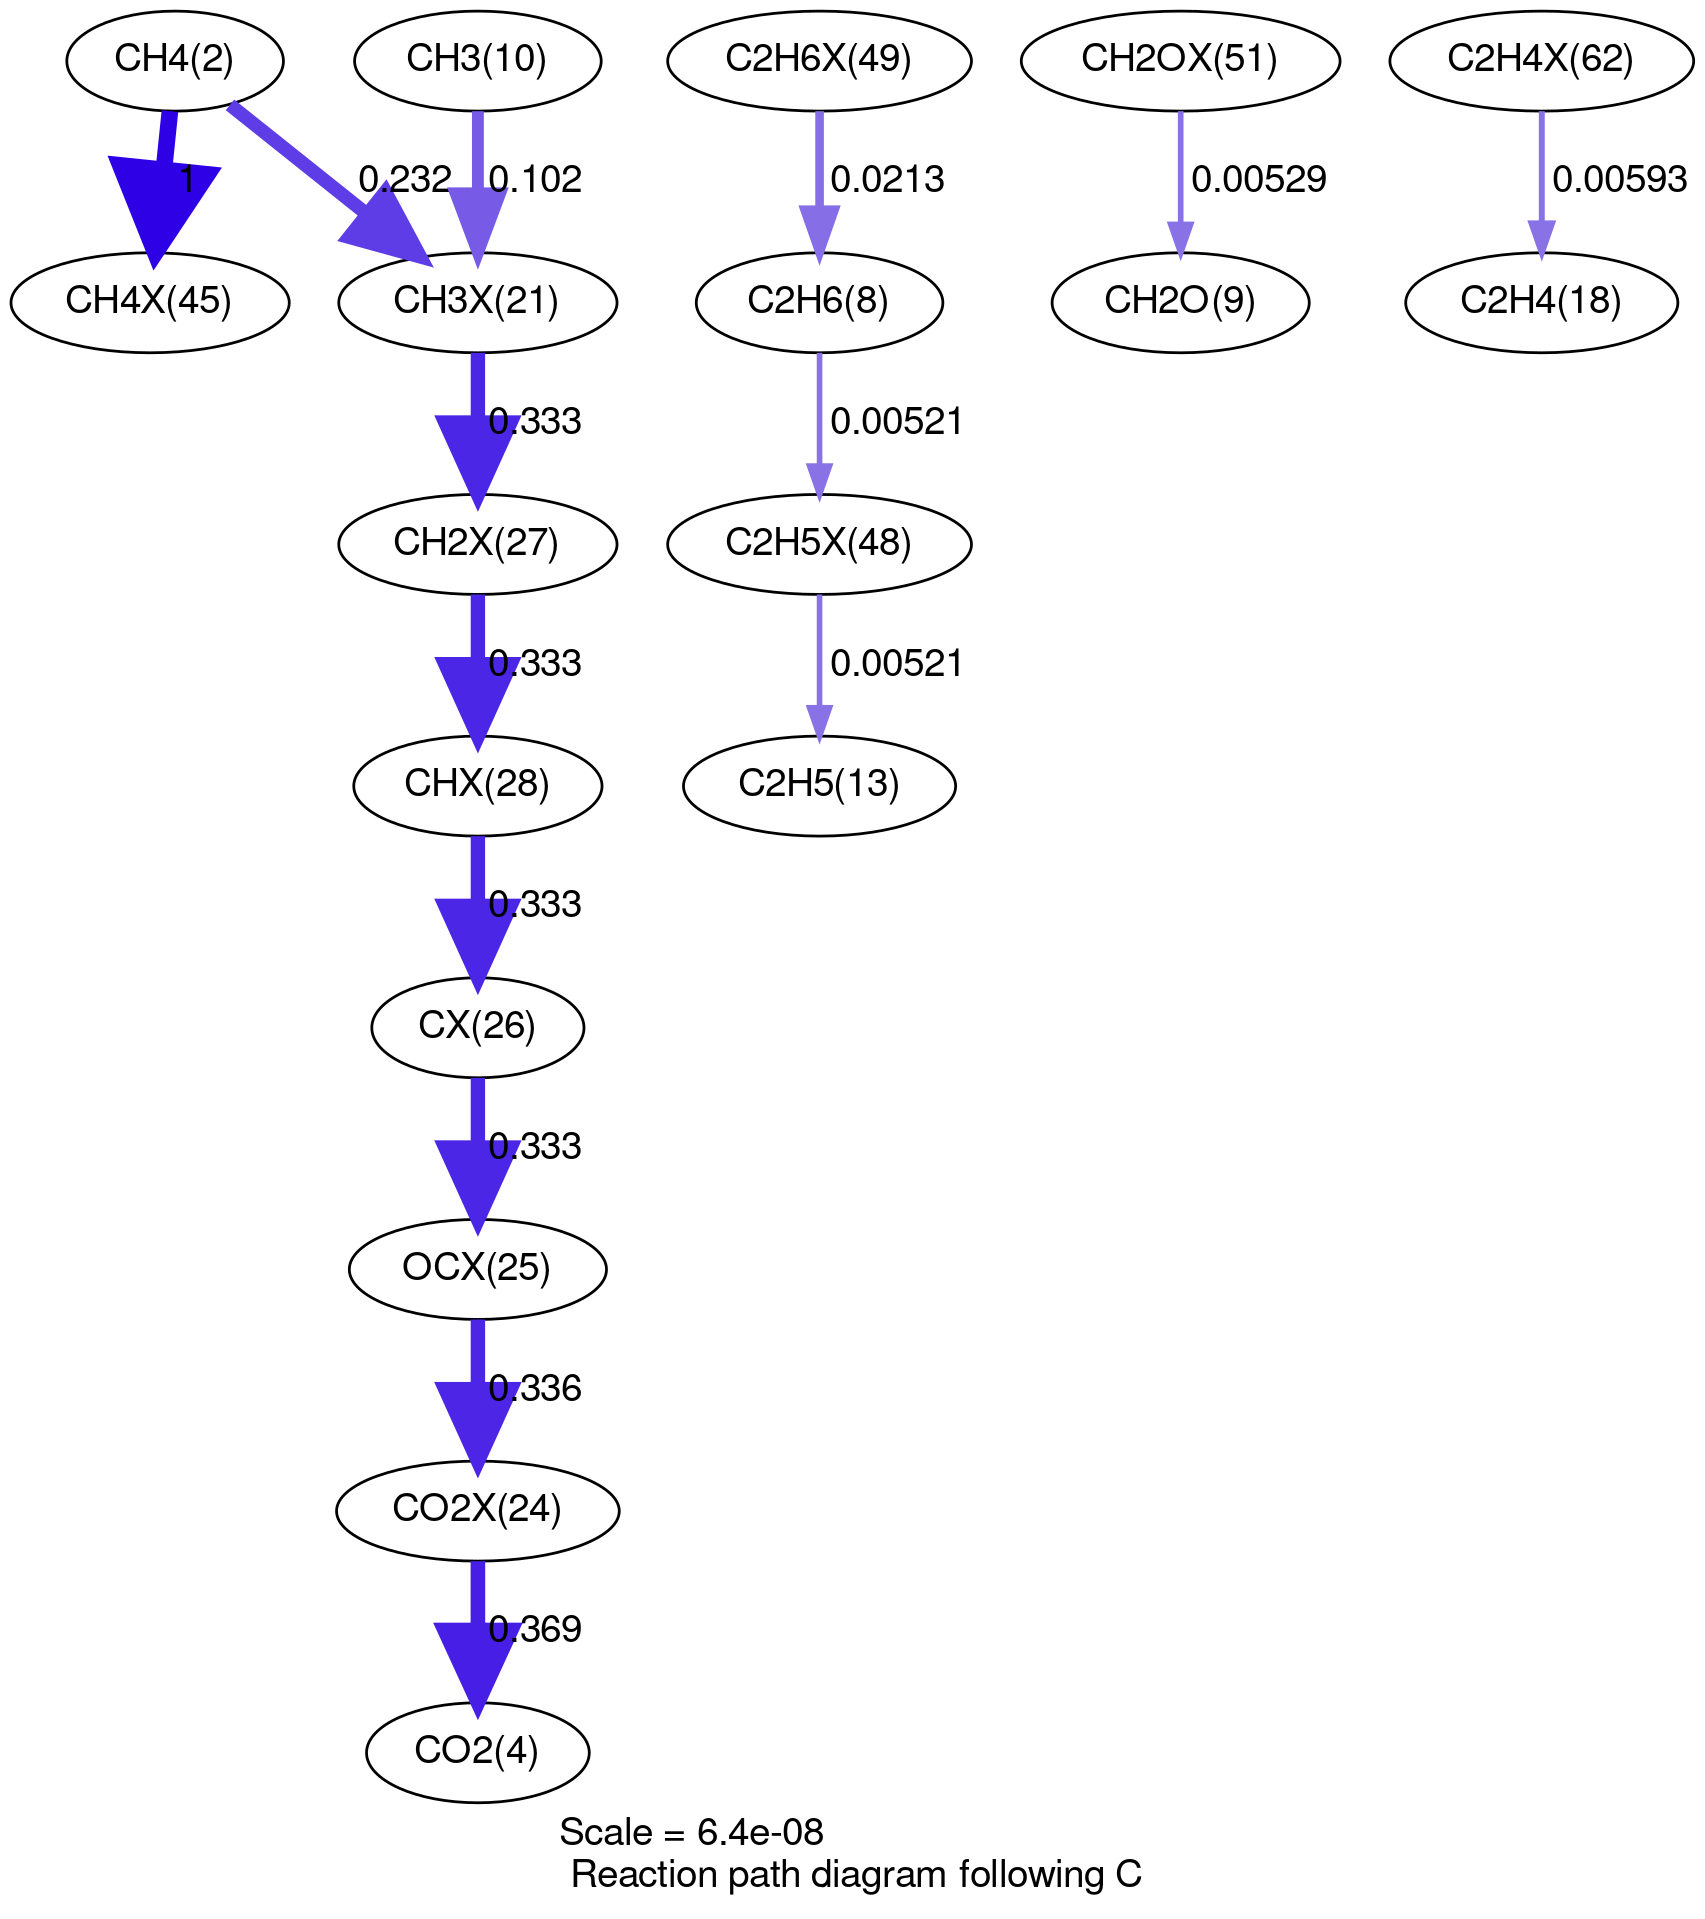 CH4(2) CH3(10) C2H6X(49) CH2OX(51) C2H4X(62)
1 0.232 0.102 0.0213 0.00529 0.00593
CH4X(45) CH3X(21) C2H6(8) CH2O(9) C2H4(18)
0.333 0.00521
CH2X(27) C2H5X(48)
0.333 0.00521
CHX(28) C2H5(13)
0.333
CX(26)
0.333
OCX(25)
0.336
CO2X(24)
0.369
CO2(4)
Scale = 6.4e-08
Reaction path diagram following C